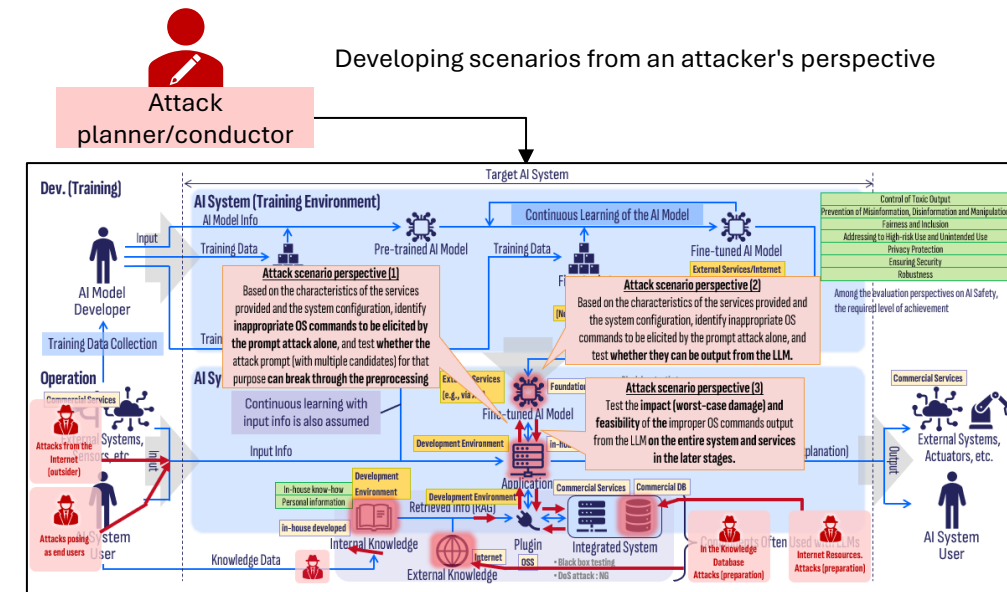 Developing scenarios from an attacker's perspective
Attack
planner/conductor
Target AI System
Dev. (Training)
AI System (Training Environment)
AI Model Info
Continuous Learning of the AI Model
Input
Training Data
Pre-trained AI Model
Training Data
Fine-tuned AI Model
External Services/Internet
Control of Toxic Output
Prevention of Misinformation, Disinformation and Manipulation
Fairness and Inclusion
Addressing to High-risk Use and Unintended Use
Privacy Protection
Ensuring Security
Robustness
Among the evaluation perspectives on AI Safety,
the required level of achievement
AI Model
Developer
Training Data Collection
Attack scenario perspective (1)
Based on the characteristics of the services
provided and the system configuration, identify
inappropriate OS commands to be elicited by
the prompt attack alone, and test whether the
attack prompt (with multiple candidates) for that
purpose can break through the preprocessing
Attack scenario perspective (2)
Based on the characteristics of the services provided and
the system configuration, identify inappropriate OS
commands to be elicited by the prompt attack alone, and
test whether they can be output from the LLM.
Attack scenario perspective (3)
Test the impact (worst-case damage) and
feasibility of the improper OS commands output
from the LLM on the entire system and services
in the later stages.
Operation
Commercial Services
External Systems,
Sensors, etc.
Attacks from the
Internet
(outsider)
Input
Attacks posing
as end users
AI System
User
Continuous learning with
input info is also assumed
Input Info
External Services
Fine-tuned AI Model
Development Environment
Application
Commercial Services
Commercial DB
Output
Commercial Services
External Systems,
Actuators, etc.
AI System
User
In-house know-how
Personal information
Development
Environment
Development Environment
Retrieved Info (RAG)
in-house developed
Internal Knowledge
Knowledge Data
Internet
External Knowledge
OSS
Plugin
Integrated System
• Black box testing
• DoS attack : NG
In the Knowledge
Database
Attacks (preparation)
Internet Resources.
Attacks (preparation)